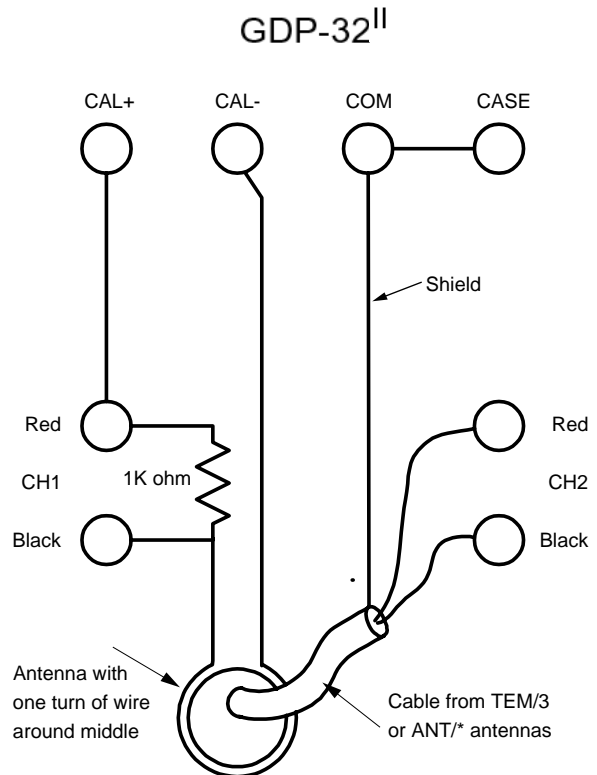 GDP-32II
CAL+ CAL- COM CASE
Shield
Red Red
1K ohm
CH1 CH2
Black Black
Antenna with
one turn of wire
around middle
Cable from TEM/3
or ANT/* antennas